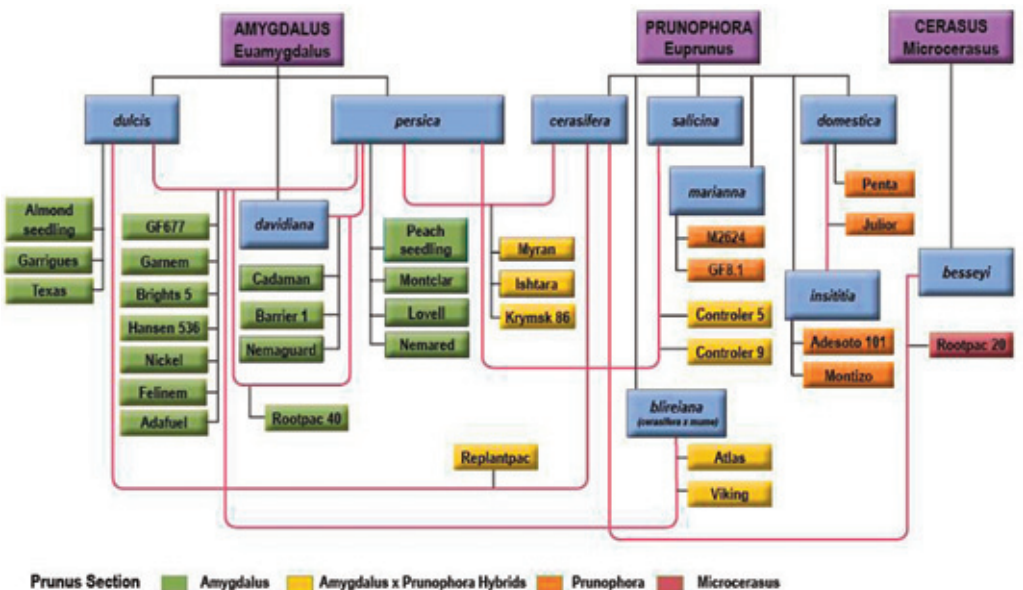 AMYGDALUS
Euamygdalus
PRUNOPHORA
Euprunus
CERASUS
Microcerasus
dulcis
persica
cerasifera
salicina
domestica
marianna
Penta
Julior
Almond
seedling
Garrigues
Texas
GF677
Garnem
Brights 5
Hansen 536
Nickel
Felinem
Adafuel
davidiana
Cadaman
Barrier 1
Nemaguard
Rootpac 40
Peach
seedling
Montclar
Lovell
Nemared
Myran
Ishtara
Krymsk 86
M2624
GF8.1
Controler 5
Controler 9
insititia
Adesoto 101
Montizo
besseyi
Rootpac 20
blireiana
(cerasifera x mume)
Atlas
Viking
Replantpac
Prunus Section
Amygdalus
Amygdalus x Prunophora Hybrids
Prunophora
Microcerasus